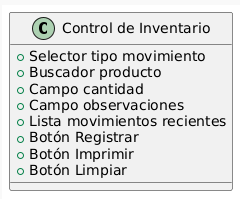 C Control de Inventario
Selector tipo movimiento
Buscador producto
Campo cantidad
Campo observaciones
Lista movimientos recientes
Botón Registrar
Botón Imprimir
Botón Limpiar